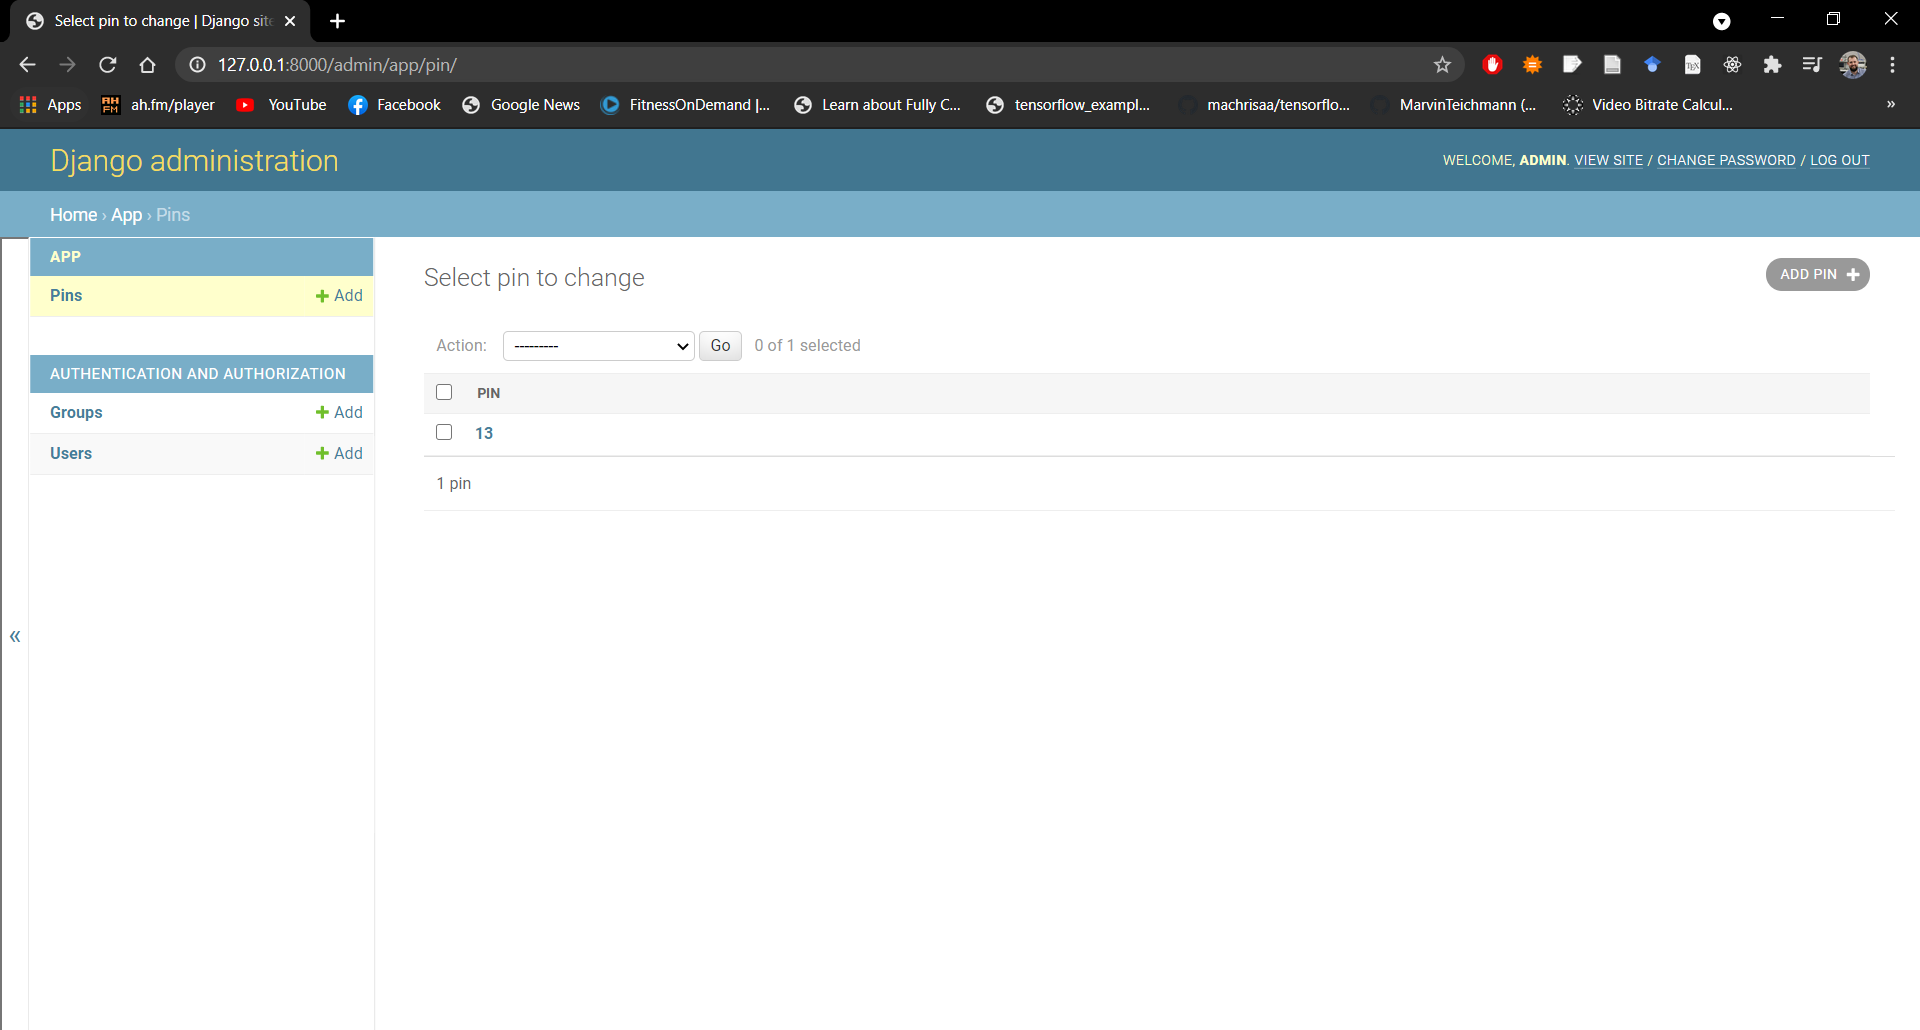 Select pin to change | Django site
127.0.0.1:8000/admin/app/pin/
Apps
AH FM
ah.fm/player
YouTube
Facebook
Google News
FitnessOnDemand |...
Learn about Fully C...
tensorflow_exampl...
machrisaa/tensorflo...
MarvinTeichmann (...
Video Bitrate Calcul...
»
Django administration
WELCOME, ADMIN. VIEW SITE / CHANGE PASSWORD / LOG OUT
Home › App › Pins
APP
Pins
+ Add
AUTHENTICATION AND AUTHORIZATION
Groups
+ Add
Users
+ Add
«
Select pin to change
ADD PIN +
Action:
---------
Go
0 of 1 selected
PIN
13
1 pin